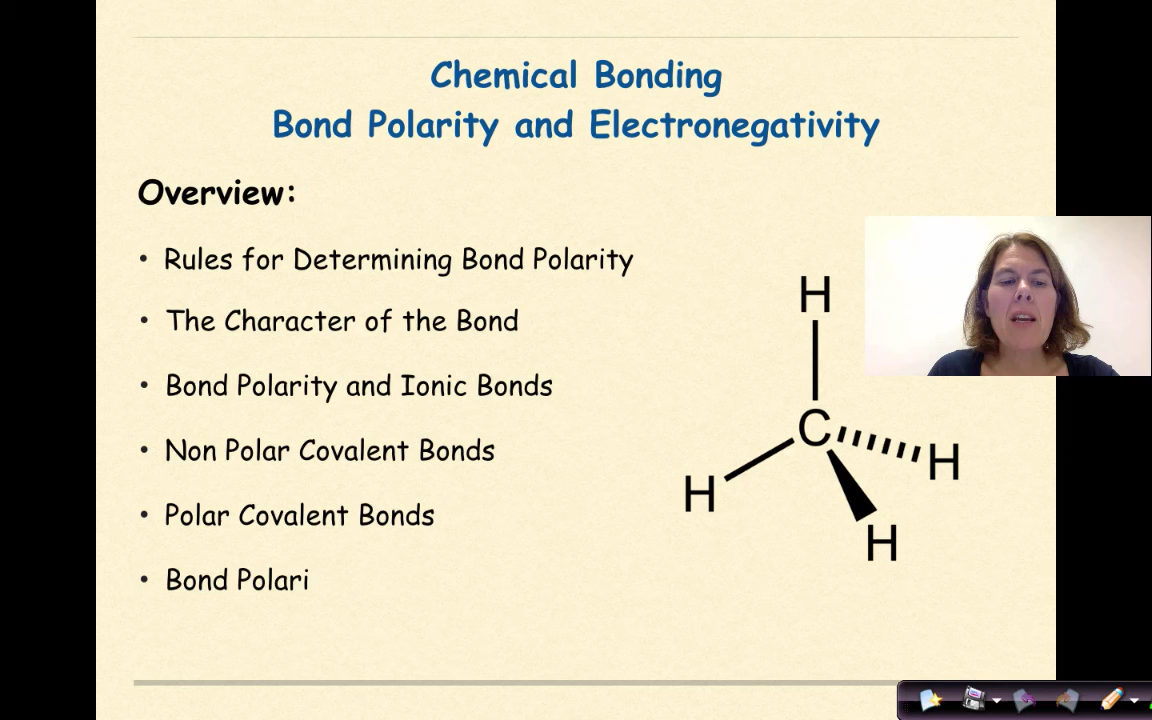 Chemical Bonding
Bond Polarity and Electronegativity
Overview:
• Rules for Determining Bond Polarity
• The Character of the Bond
• Bond Polarity and Ionic Bonds
• Non Polar Covalent Bonds
• Polar Covalent Bonds
• Bond Polari
H
C
H
H
H